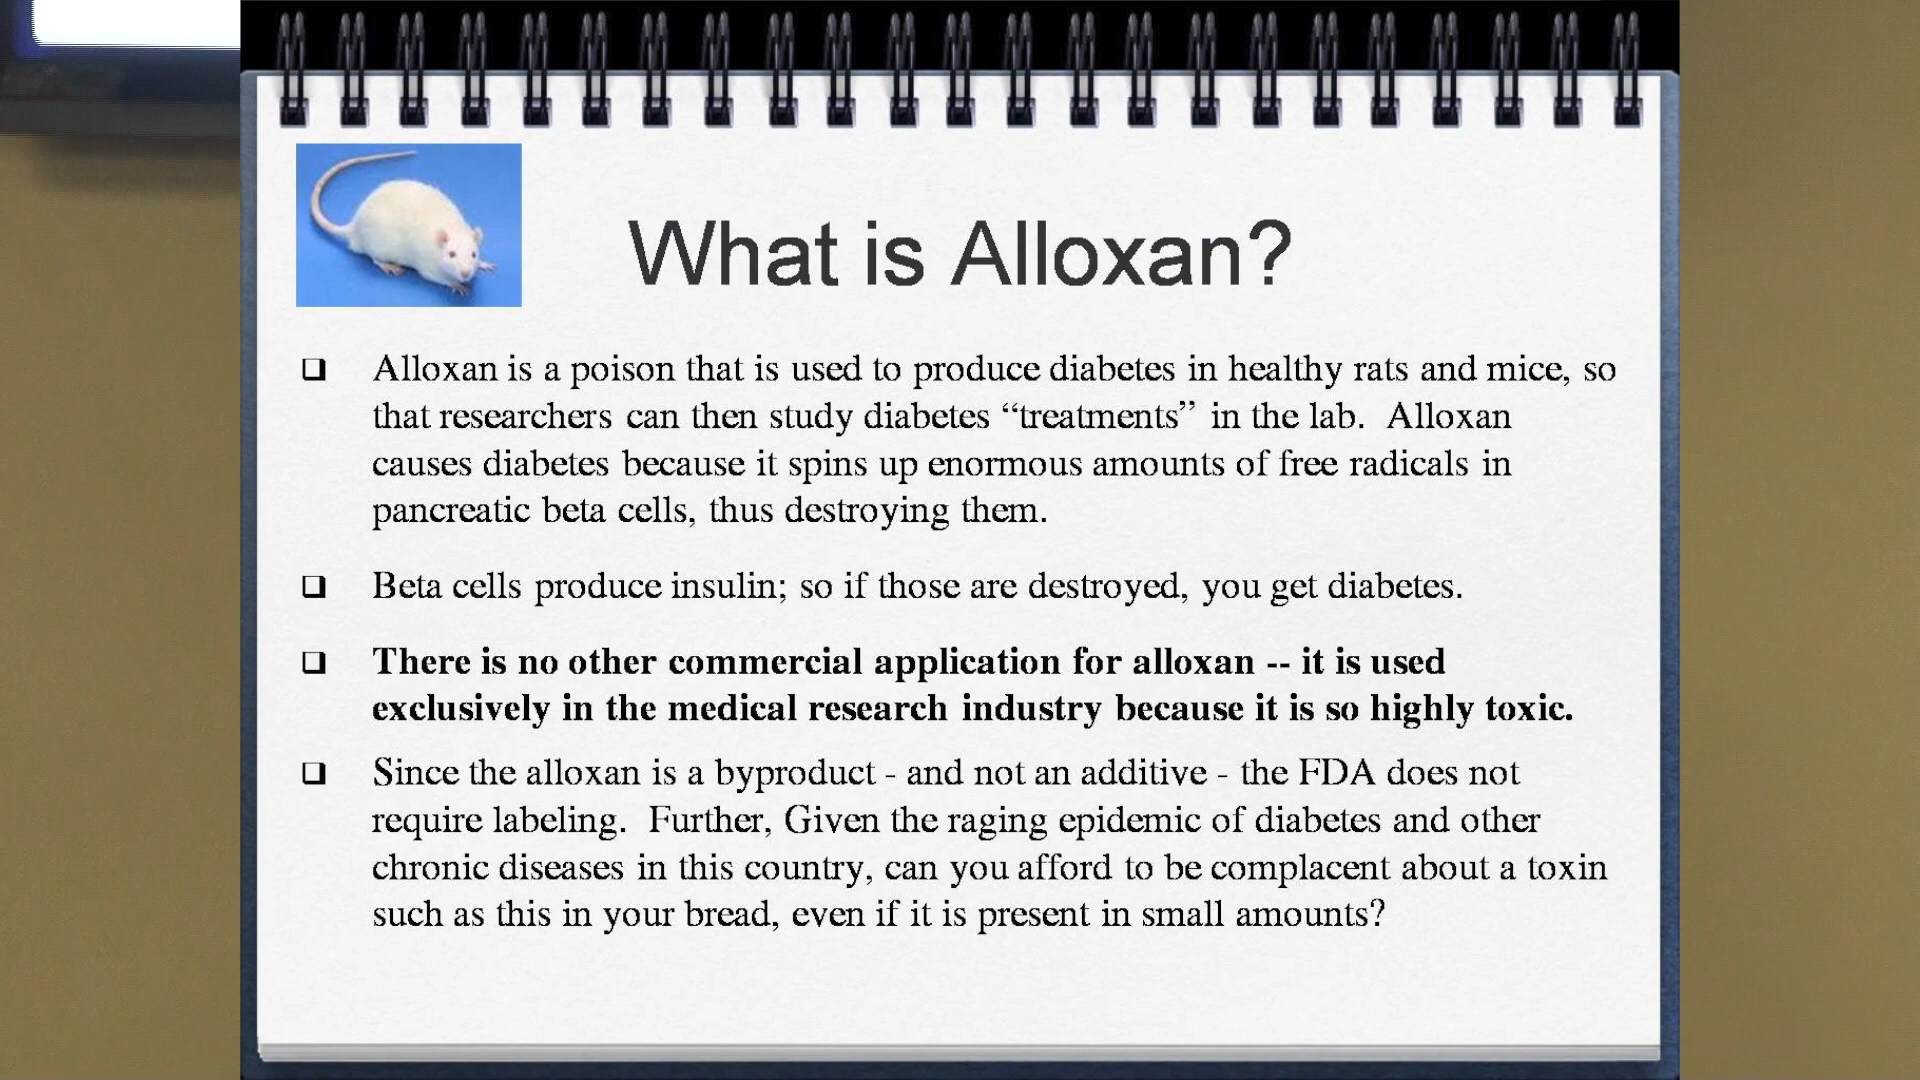 What is Alloxan?
❑ Alloxan is a poison that is used to produce diabetes in healthy rats and mice, so
that researchers can then study diabetes “treatments” in the lab.  Alloxan
causes diabetes because it spins up enormous amounts of free radicals in
pancreatic beta cells, thus destroying them.
❑ Beta cells produce insulin; so if those are destroyed, you get diabetes.
❑ There is no other commercial application for alloxan -- it is used
exclusively in the medical research industry because it is so highly toxic.
❑ Since the alloxan is a byproduct - and not an additive - the FDA does not
require labeling.  Further, Given the raging epidemic of diabetes and other
chronic diseases in this country, can you afford to be complacent about a toxin
such as this in your bread, even if it is present in small amounts?